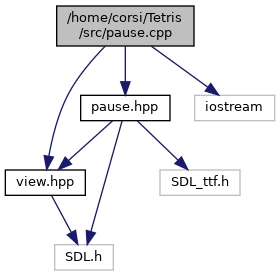 /home/corsi/Tetris
/src/pause.cpp
pause.hpp
iostream
view.hpp
SDL_ttf.h
SDL.h